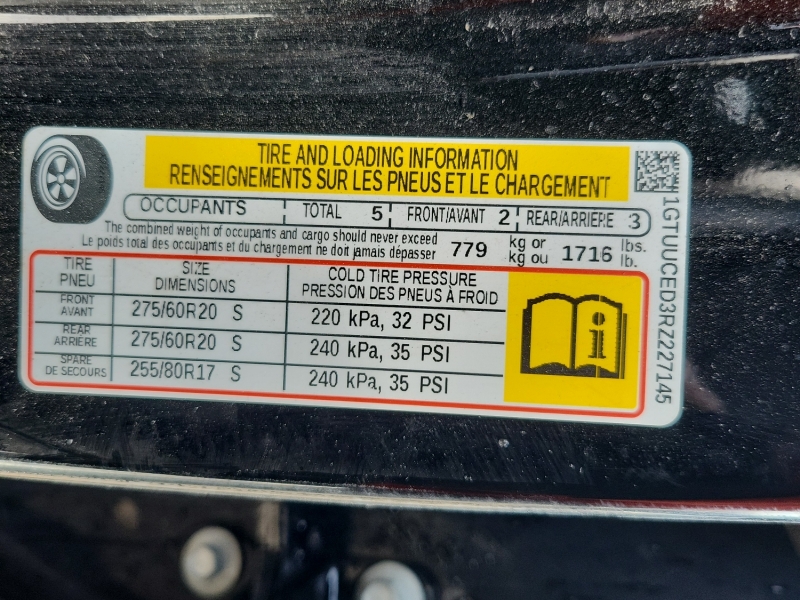 TIRE AND LOADING INFORMATION
RENSEIGNEMENTS SUR LES PNEUS ET LE CHARGEMENT
OCCUPANTS TOTAL 5 FRONT/AVANT 2 REAR/ARRIERE 3
The combined weight of occupants and cargo should never exceed 779 kg or 1716 lbs.
Le poids total des occupants et du chargement ne doit jamais dépasser kg ou lb.
TIRE PNEU SIZE DIMENSIONS COLD TIRE PRESSURE PRESSION DES PNEUS À FROID
FRONT AVANT 275/60R20 S 220 kPa, 32 PSI
REAR ARRIÈRE 275/60R20 S 240 kPa, 35 PSI
SPARE DE SECOURS 255/80R17 S 240 kPa, 35 PSI
1GTUUCED3RZ227145